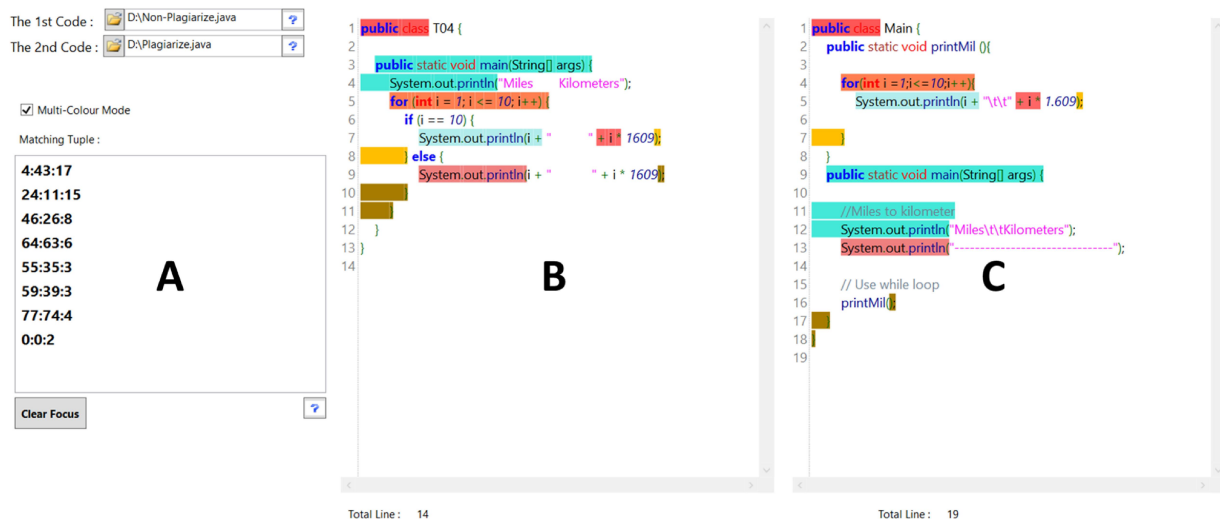 The 1st Code : D:\Non-Plagiarize.java ?
The 2nd Code : D:\Plagiarize.java ?
Multi-Colour Mode
Matching Tuple :
4:43:17
24:11:15
46:26:8
64:63:6
55:35:3
59:39:3
77:74:4
0:0:2
A
Clear Focus ?
1 public class T04 {
2
3 public static void main(String[] args) {
4 System.out.println("Miles Kilometers");
5 for (int i = 1; i <= 10; i++) {
6 if (i == 10) {
7 System.out.println(i + " " + i * 1609);
8 } else {
9 System.out.println(i + " " + i * 1609);
10 }
11 }
12 }
13 }
14
B
Total Line : 14
1 public class Main {
2 public static void printMil (){
3
4 for(int i =1;i<=10;i++){
5 System.out.println(i + "\t\t" + i * 1.609);
6
7 }
8 }
9 public static void main(String[] args) {
10
11 //Miles to kilometer
12 System.out.println("Miles\t\tKilometers");
13 System.out.println("-------------------------------");
14
15 // Use while loop
16 printMil();
17 }
18 }
19
C
Total Line : 19